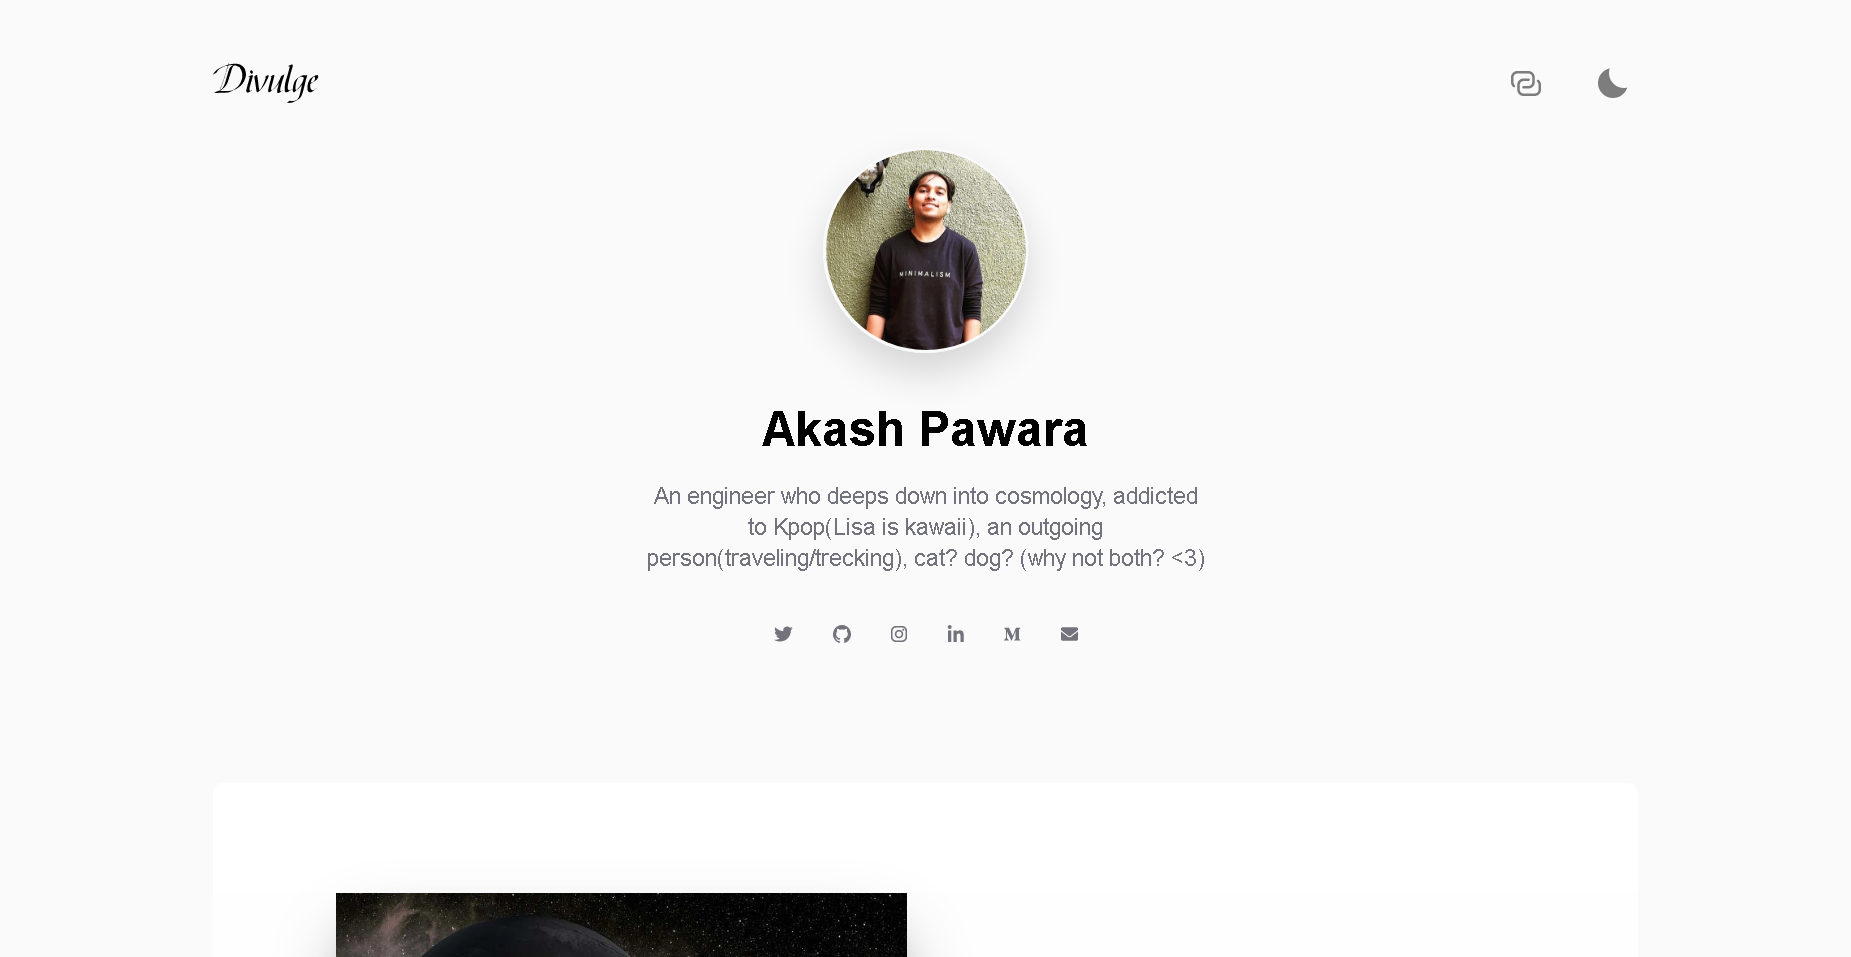 Divulge
MINIMALISM
Akash Pawara
An engineer who deeps down into cosmology, addicted
to Kpop(Lisa is kawaii), an outgoing
person(traveling/trecking), cat? dog? (why not both? <3)